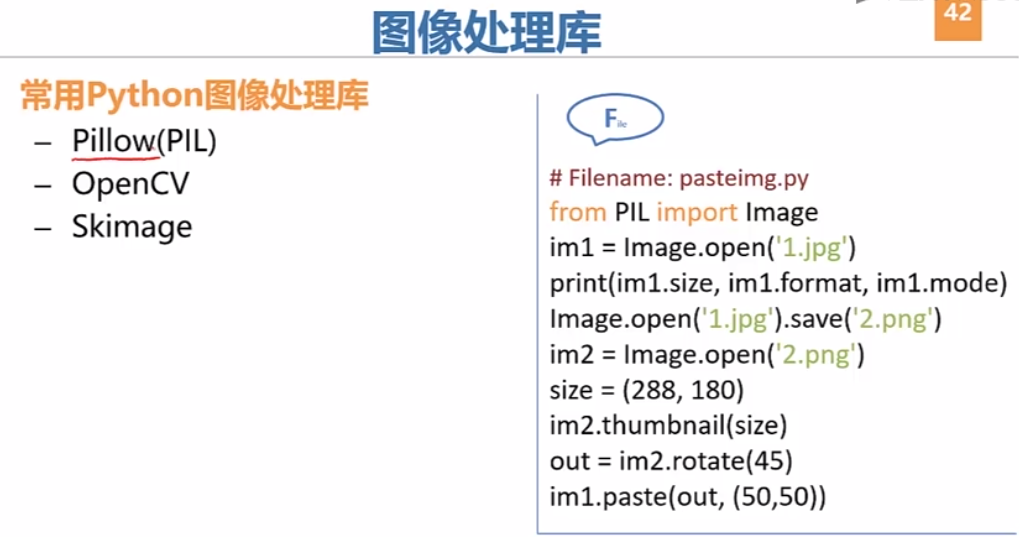 图像处理库
42
常用Python图像处理库
– Pillow(PIL)
– OpenCV
– Skimage
File
# Filename: pasteimg.py
from PIL import Image
im1 = Image.open('1.jpg')
print(im1.size, im1.format, im1.mode)
Image.open('1.jpg').save('2.png')
im2 = Image.open('2.png')
size = (288, 180)
im2.thumbnail(size)
out = im2.rotate(45)
im1.paste(out, (50,50))